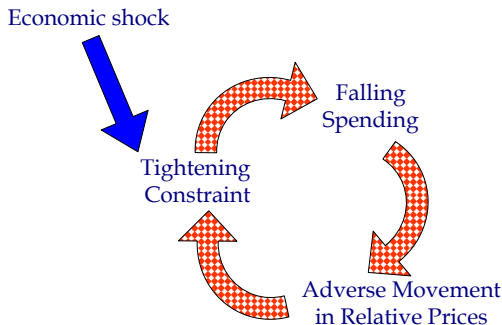 Economic shock
Falling
Spending
Tightening
Constraint
Adverse Movement
in Relative Prices